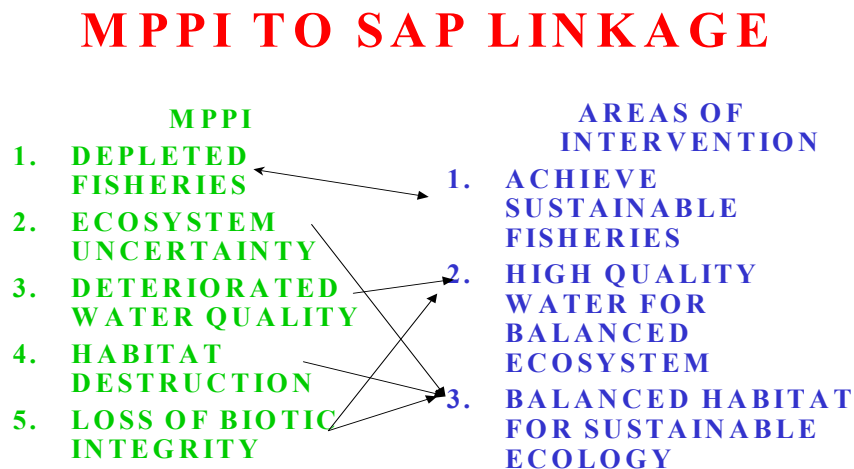 MPPI TO SAP LINKAGE
MPPI
1. DEPLETED
FISHERIES
2. ECOSYSTEM
UNCERTAINTY
3. DETERIORATED
WATER QUALITY
4. HABITAT
DESTRUCTION
5. LOSS OF BIOTIC
INTEGRITY
AREAS OF
INTERVENTION
1. ACHIEVE
SUSTAINABLE
FISHERIES
2. HIGH QUALITY
WATER FOR
BALANCED
ECOSYSTEM
3. BALANCED HABITAT
FOR SUSTAINABLE
ECOLOGY